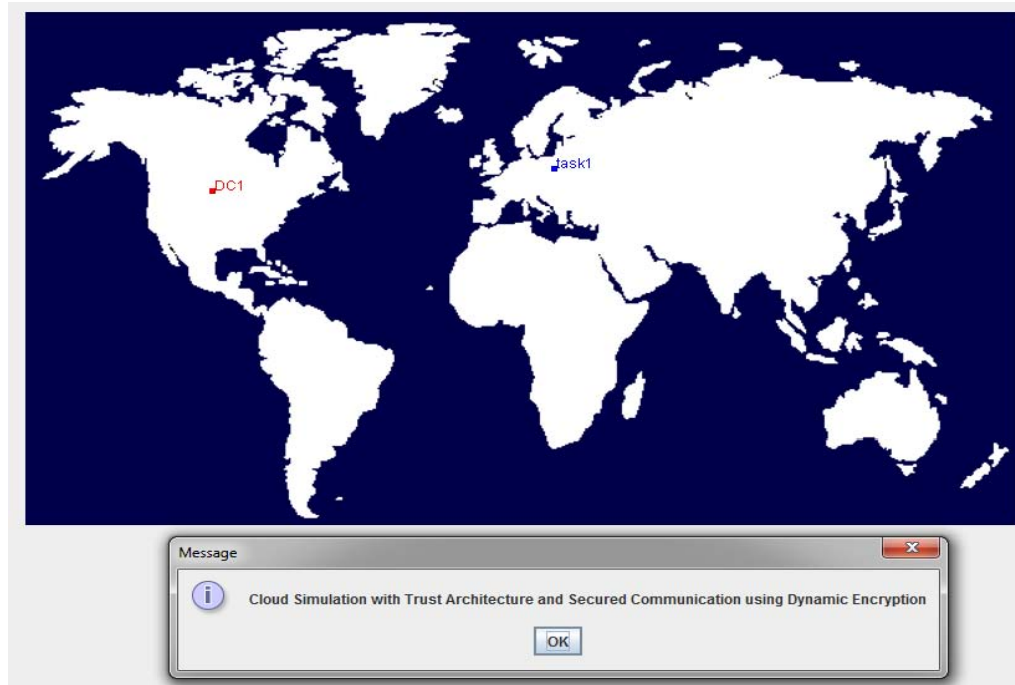 task1
DC1
Message
Cloud Simulation with Trust Architecture and Secured Communication using Dynamic Encryption
OK